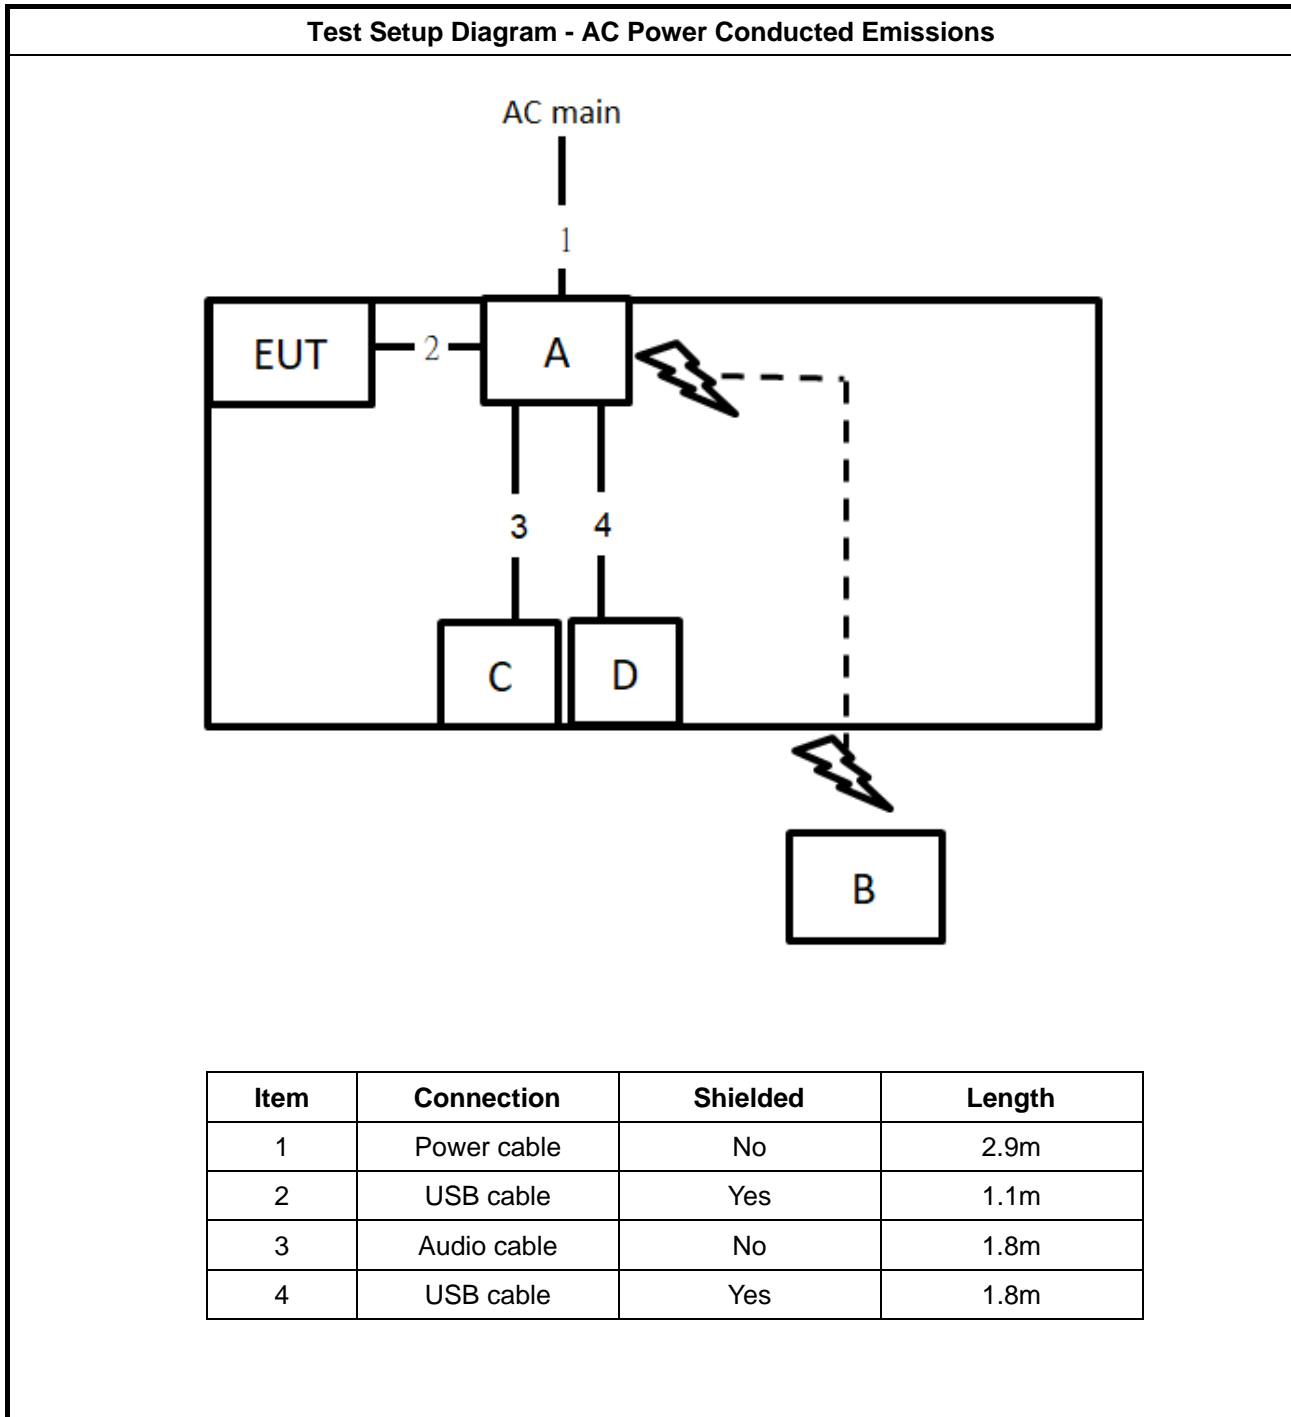 Test Setup Diagram - AC Power Conducted Emissions
AC main
1
EUT
2
A
3
4
C
D
B
Item Connection Shielded Length
1 Power cable No 2.9m
2 USB cable Yes 1.1m
3 Audio cable No 1.8m
4 USB cable Yes 1.8m